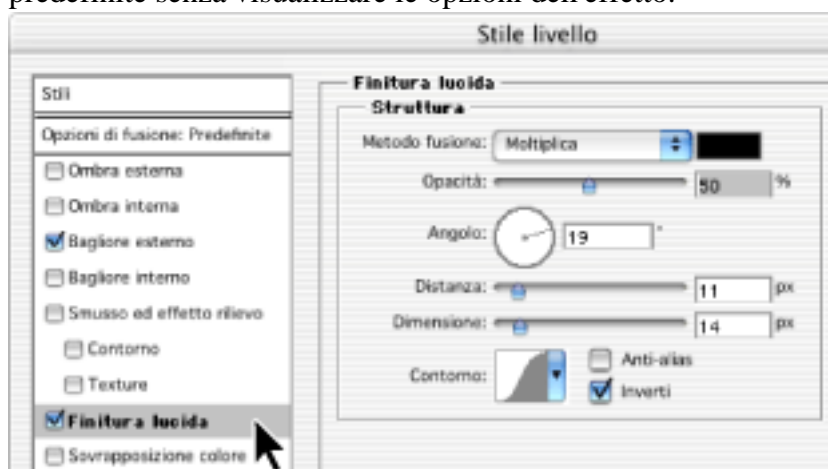 predefinite senza visualizzare le opzioni dell'effetto.
Stile livello
Stili
Opzioni di fusione: Predefinite
Ombra esterna
Ombra interna
Bagliore esterno
Bagliore interno
Smusso ed effetto rilievo
Contorno
Texture
Finitura lucida
Sovrapposizione colore
Finitura lucida
Struttura
Metodo fusione: Moltiplica
Opacità: 50 %
Angolo: 19 °
Distanza: 11 px
Dimensione: 14 px
Contorno: Anti-alias
Inverti